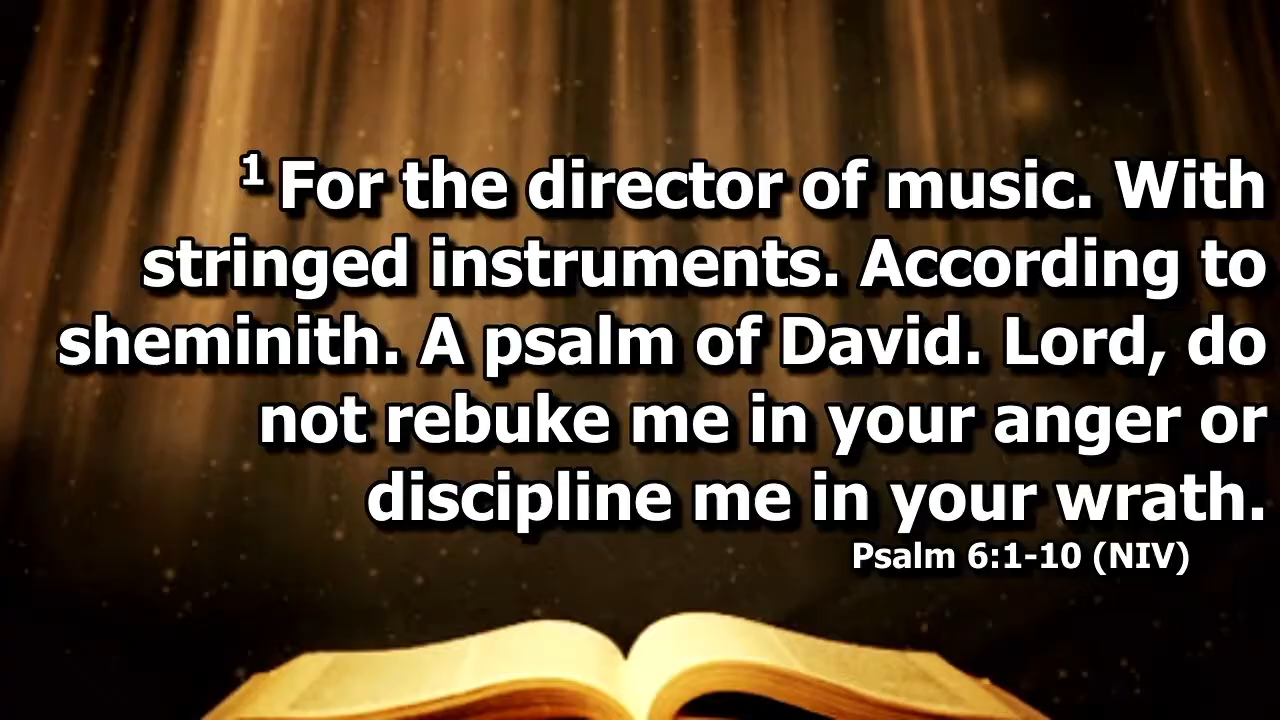 1 For the director of music. With
stringed instruments. According to
sheminith. A psalm of David. Lord, do
not rebuke me in your anger or
discipline me in your wrath.
Psalm 6:1-10 (NIV)